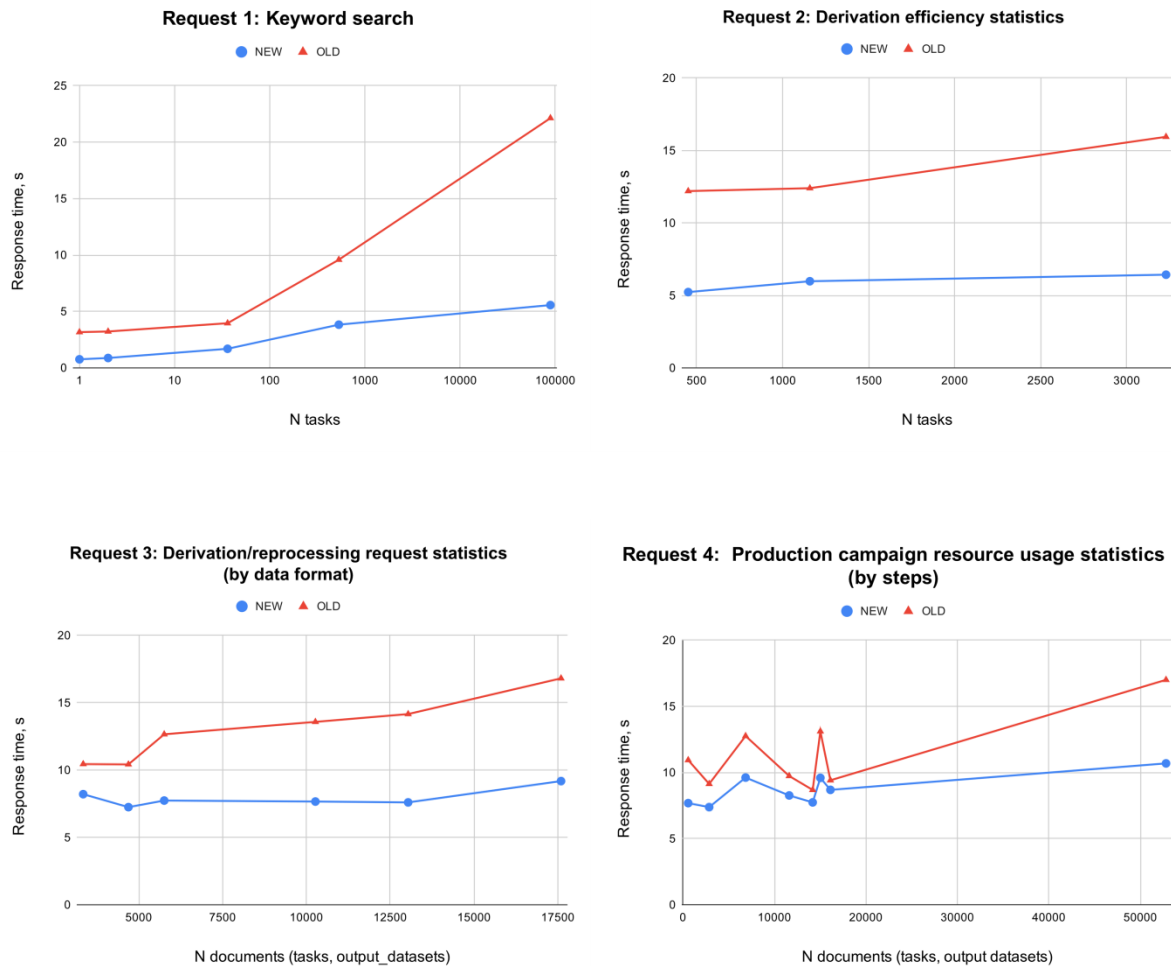 Request 1: Keyword search
NEW OLD
25
20
15
10
5
0
Response time, s
1 10 100 1000 10000 100000
N tasks
Request 2: Derivation efficiency statistics
NEW OLD
20
15
10
5
0
Response time, s
500 1000 1500 2000 2500 3000
N tasks
Request 3: Derivation/reprocessing request statistics
(by data format)
NEW OLD
20
15
10
5
0
Response time, s
5000 7500 10000 12500 15000 17500
N documents (tasks, output_datasets)
Request 4: Production campaign resource usage statistics
(by steps)
NEW OLD
20
15
10
5
0
Response time, s
0 10000 20000 30000 40000 50000
N documents (tasks, output datasets)